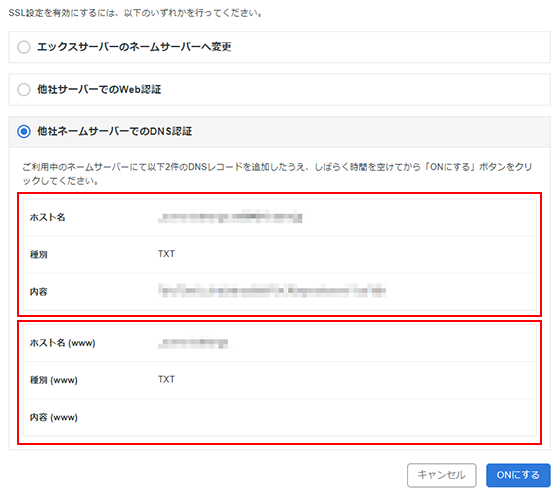 SSL設定を有効にするには、以下のいずれかを行ってください。
エックスサーバーのネームサーバーへ変更
他社サーバーでのWeb認証
他社ネームサーバーでのDNS認証
ご利用中のネームサーバーにて以下2件のDNSレコードを追加したうえ、しばらく時間を空けてから「ONにする」ボタンをクリ
ックしてください。
ホスト名
種別 TXT
内容
ホスト名 (www)
種別 (www) TXT
内容 (www)
キャンセル ONにする